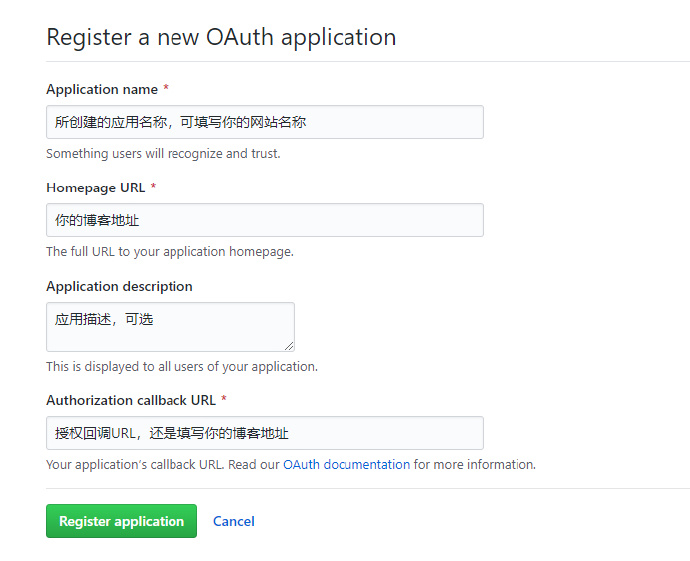 Register a new OAuth application
Application name *
所创建的应用名称，可填写你的网站名称
Something users will recognize and trust.
Homepage URL *
你的博客地址
The full URL to your application homepage.
Application description
应用描述，可选
This is displayed to all users of your application.
Authorization callback URL *
授权回调URL，还是填写你的博客地址
Your application's callback URL. Read our OAuth documentation for more information.
Register application Cancel